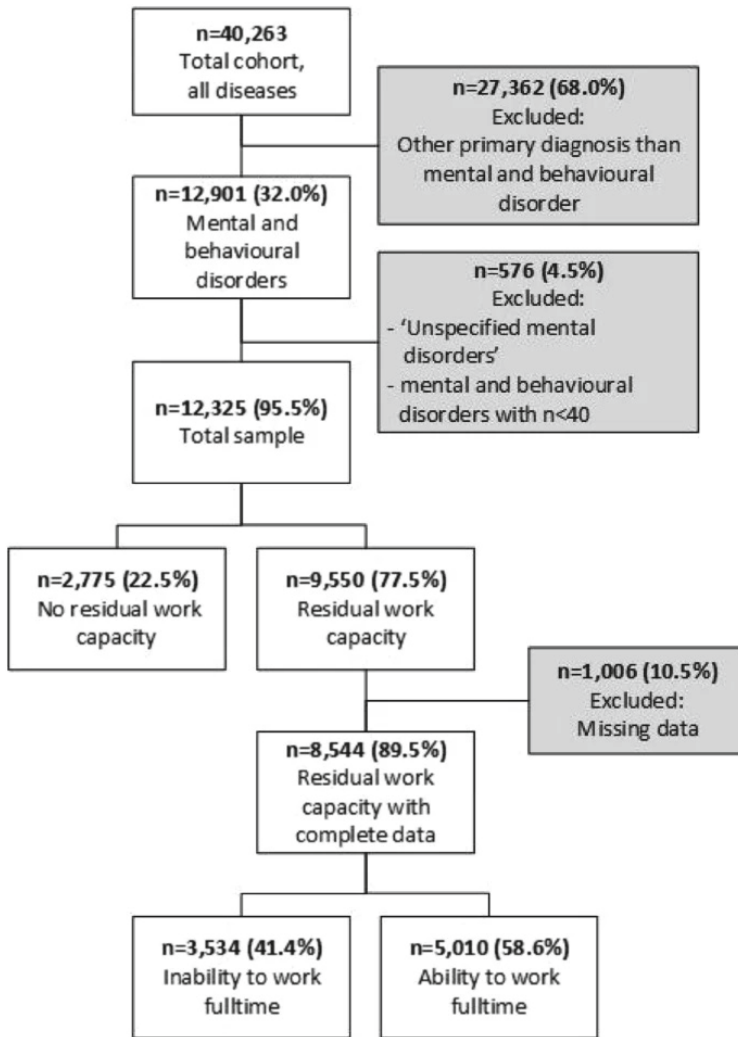 n=40,263
Total cohort,
all diseases
n=27,362 (68.0%)
Excluded:
Other primary diagnosis than
mental and behavioural
disorder
n=12,901 (32.0%)
Mental and
behavioural
disorders
n=576 (4.5%)
Excluded:
- ‘Unspecified mental
disorders’
- mental and behavioural
disorders with n<40
n=12,325 (95.5%)
Total sample
n=2,775 (22.5%)
No residual work
capacity
n=9,550 (77.5%)
Residual work
capacity
n=1,006 (10.5%)
Excluded:
Missing data
n=8,544 (89.5%)
Residual work
capacity with
complete data
n=3,534 (41.4%)
Inability to work
fulltime
n=5,010 (58.6%)
Ability to work
fulltime